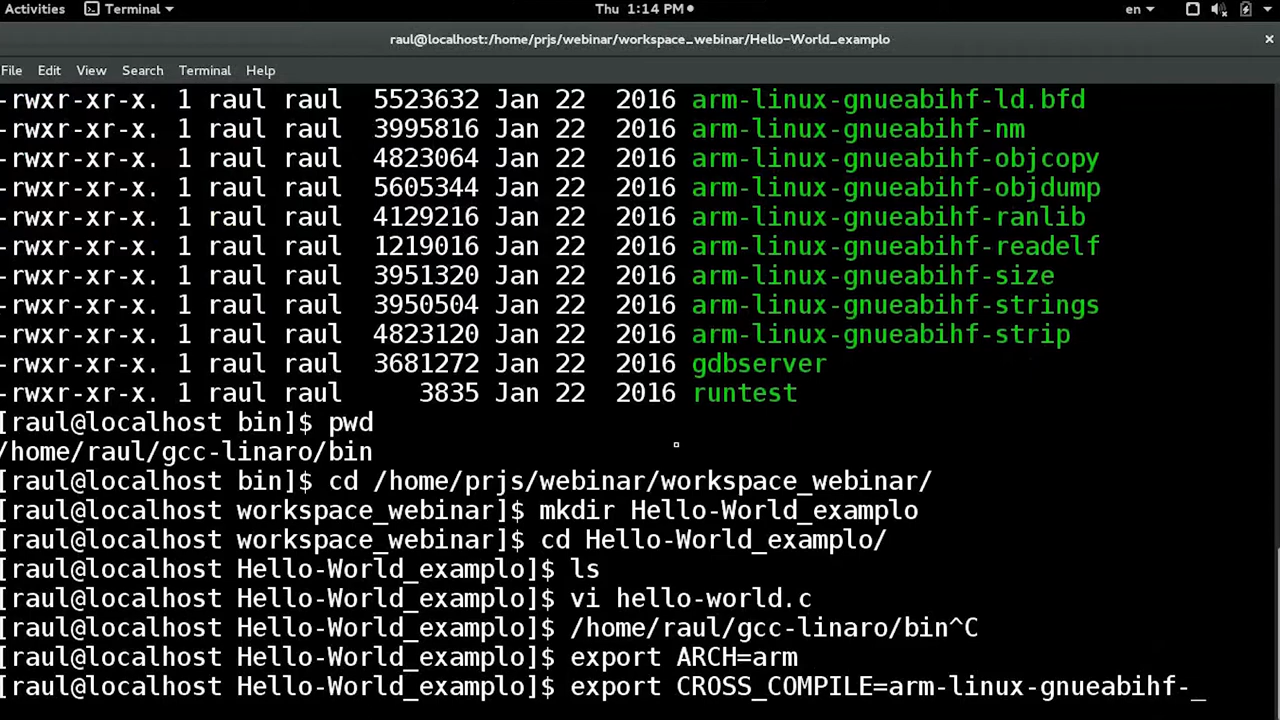 Activities Terminal Thu 1:14 PM en
raul@localhost:/home/prjs/webinar/workspace_webinar/Hello-World_examplo
File Edit View Search Terminal Help
-rwxr-xr-x. 1 raul raul 5523632 Jan 22 2016 arm-linux-gnueabihf-ld.bfd
-rwxr-xr-x. 1 raul raul 3995816 Jan 22 2016 arm-linux-gnueabihf-nm
-rwxr-xr-x. 1 raul raul 4823064 Jan 22 2016 arm-linux-gnueabihf-objcopy
-rwxr-xr-x. 1 raul raul 5605344 Jan 22 2016 arm-linux-gnueabihf-objdump
-rwxr-xr-x. 1 raul raul 4129216 Jan 22 2016 arm-linux-gnueabihf-ranlib
-rwxr-xr-x. 1 raul raul 1219016 Jan 22 2016 arm-linux-gnueabihf-readelf
-rwxr-xr-x. 1 raul raul 3951320 Jan 22 2016 arm-linux-gnueabihf-size
-rwxr-xr-x. 1 raul raul 3950504 Jan 22 2016 arm-linux-gnueabihf-strings
-rwxr-xr-x. 1 raul raul 4823120 Jan 22 2016 arm-linux-gnueabihf-strip
-rwxr-xr-x. 1 raul raul 3681272 Jan 22 2016 gdbserver
-rwxr-xr-x. 1 raul raul 3835 Jan 22 2016 runtest
[raul@localhost bin]$ pwd
/home/raul/gcc-linaro/bin
[raul@localhost bin]$ cd /home/prjs/webinar/workspace_webinar/
[raul@localhost workspace_webinar]$ mkdir Hello-World_examplo
[raul@localhost workspace_webinar]$ cd Hello-World_examplo/
[raul@localhost Hello-World_examplo]$ ls
[raul@localhost Hello-World_examplo]$ vi hello-world.c
[raul@localhost Hello-World_examplo]$ /home/raul/gcc-linaro/bin^C
[raul@localhost Hello-World_examplo]$ export ARCH=arm
[raul@localhost Hello-World_examplo]$ export CROSS_COMPILE=arm-linux-gnueabihf-_